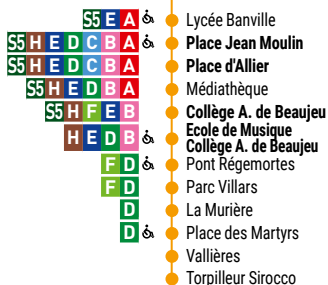 S5 E A Lycée Banville
S5 H E D C B A Place Jean Moulin
S5 H E D C B A Place d'Allier
S5 H E D B A Médiathèque
S5 H F E B Collège A. de Beaujeu
H E D B Ecole de Musique
Collège A. de Beaujeu
F D Pont Régemortes
F D Parc Villars
D La Murière
D Place des Martyrs
Vallières
Torpilleur Sirocco